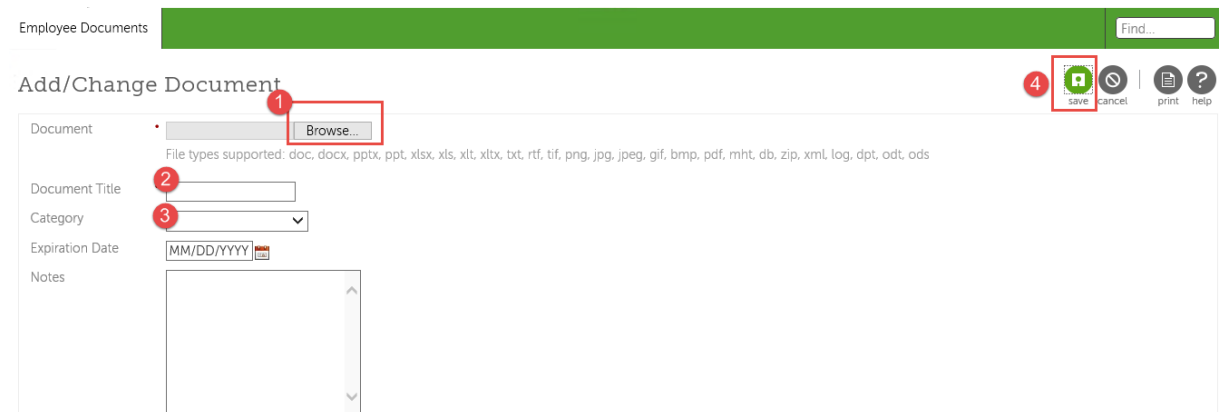 Employee Documents
Find...
Add/Change Document
4
save
cancel
print
help
1
Document
Browse...
File types supported: doc, docx, pptx, ppt, xlsx, xls, xlt, xltx, txt, rtf, tif, png, jpg, jpeg, gif, bmp, pdf, mht, db, zip, xml, log, dpt, odt, ods
Document Title
2
Category
3
Expiration Date
MM/DD/YYYY
Notes